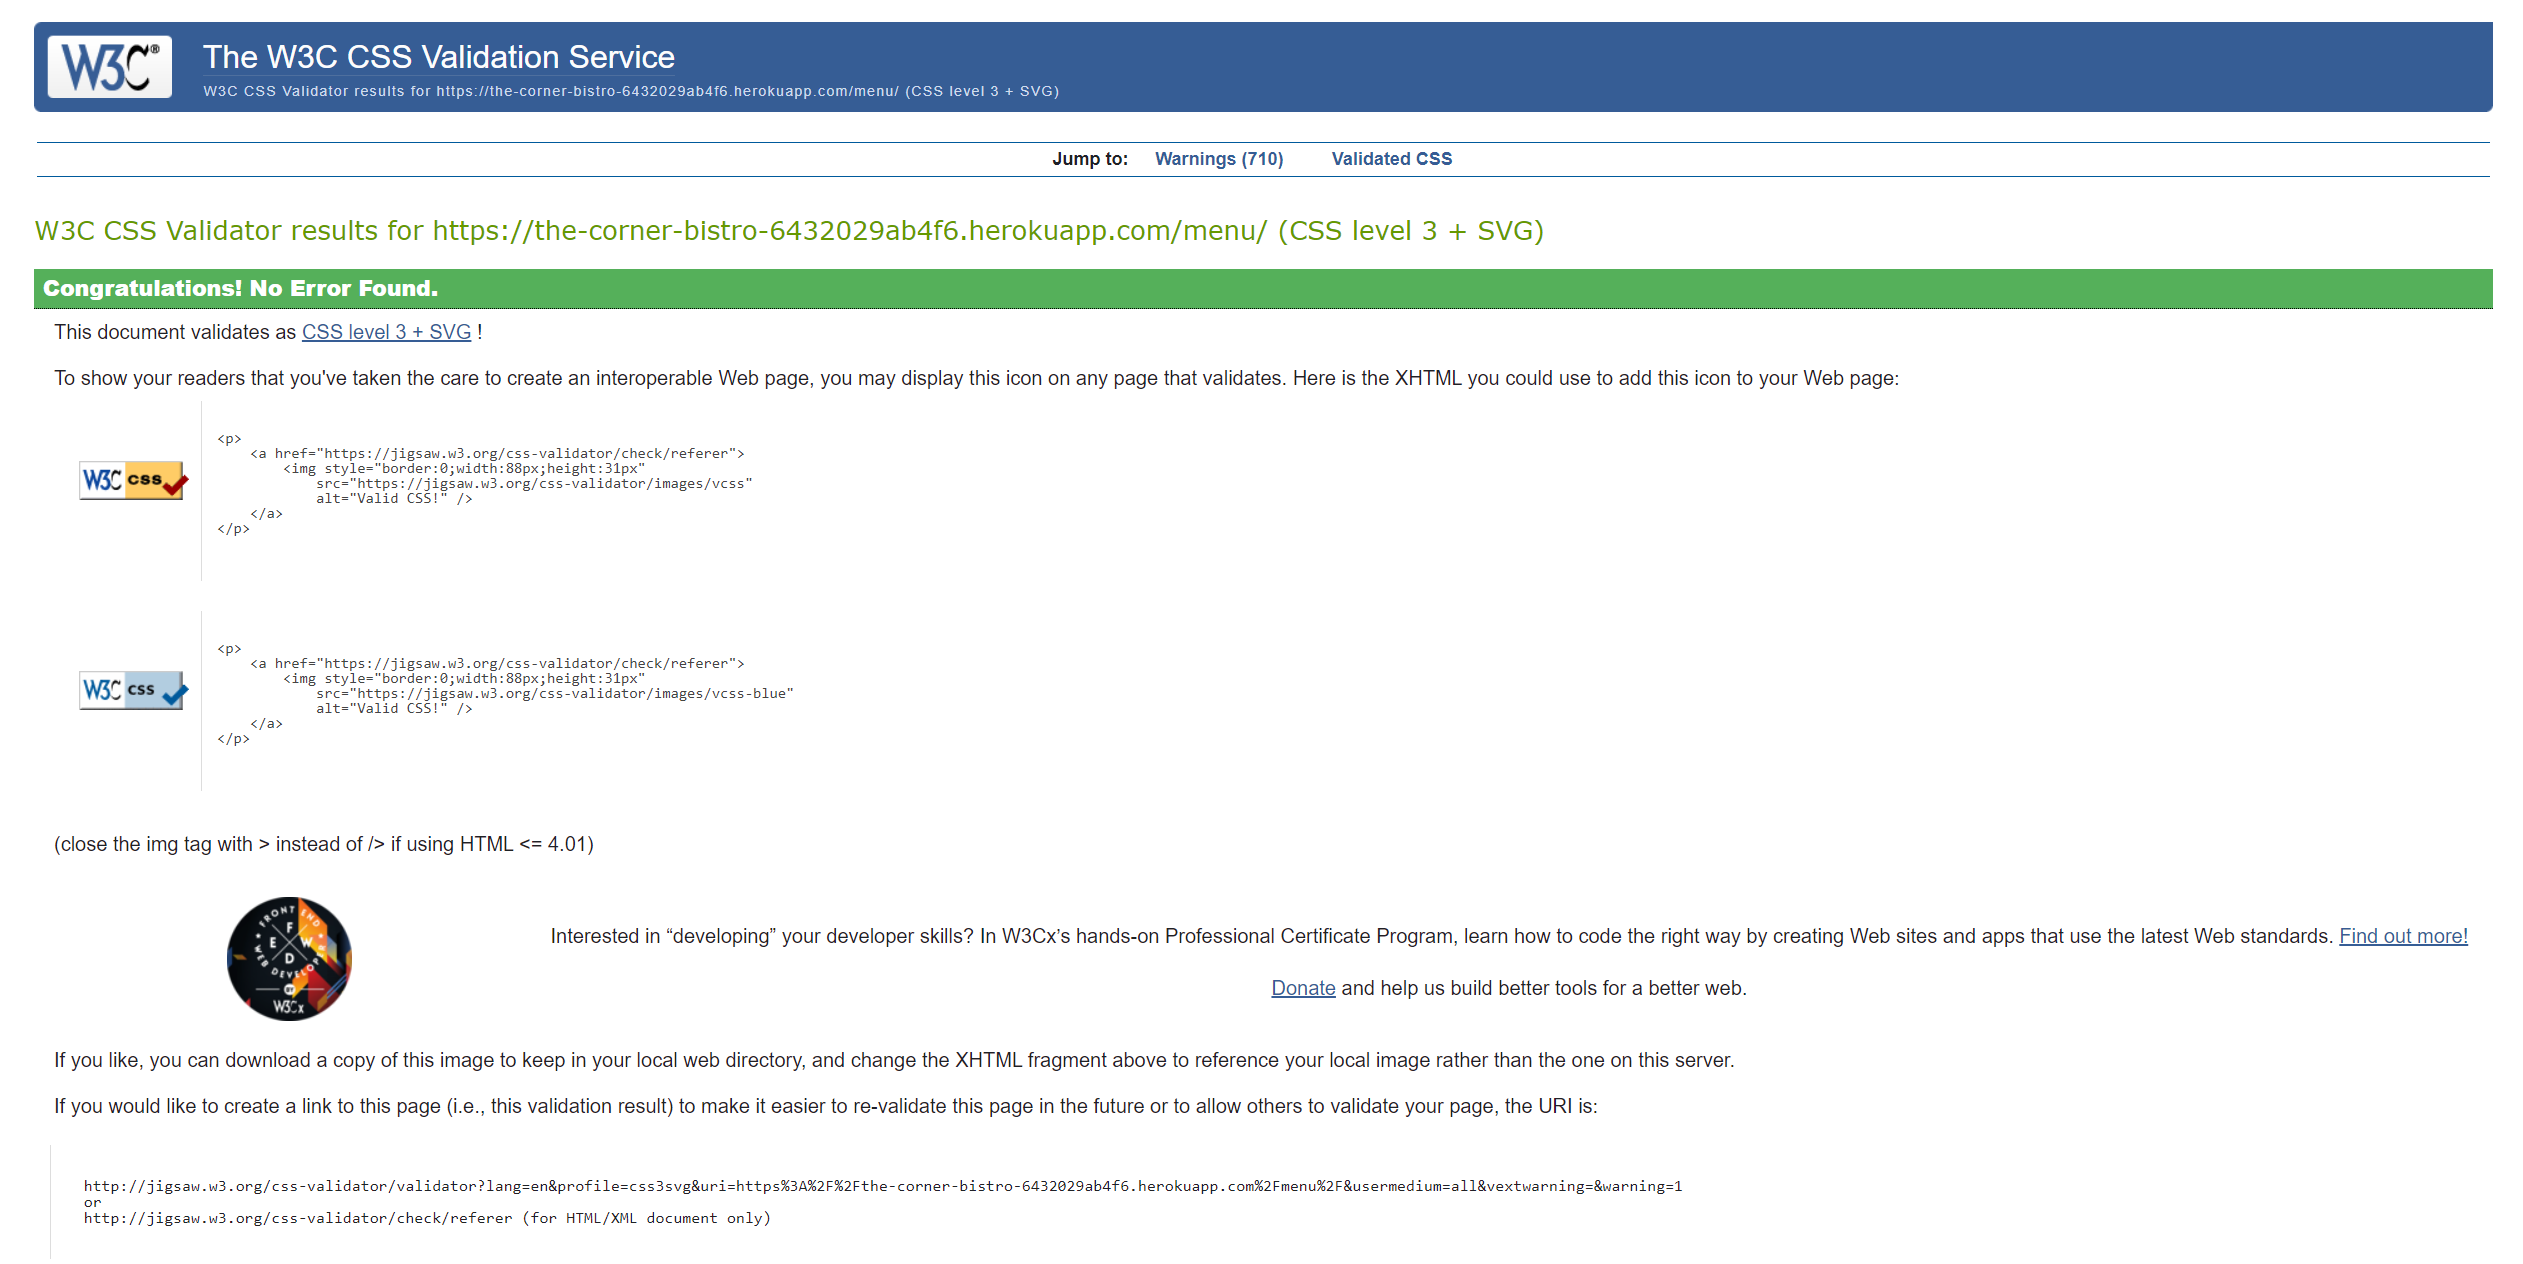 W3C®
The W3C CSS Validation Service
W3C CSS Validator results for https://the-corner-bistro-6432029ab4f6.herokuapp.com/menu/ (CSS level 3 + SVG)
Jump to: Warnings (710) Validated CSS
W3C CSS Validator results for https://the-corner-bistro-6432029ab4f6.herokuapp.com/menu/ (CSS level 3 + SVG)
Congratulations! No Error Found.
This document validates as CSS level 3 + SVG !
To show your readers that you've taken the care to create an interoperable Web page, you may display this icon on any page that validates. Here is the XHTML you could use to add this icon to your Web page:
W3C css
<p>
<a href="https://jigsaw.w3.org/css-validator/check/referer">
<img style="border:0;width:88px;height:31px"
src="https://jigsaw.w3.org/css-validator/images/vcss"
alt="Valid CSS!" />
</a>
</p>
W3C css
<p>
<a href="https://jigsaw.w3.org/css-validator/check/referer">
<img style="border:0;width:88px;height:31px"
src="https://jigsaw.w3.org/css-validator/images/vcss-blue"
alt="Valid CSS!" />
</a>
</p>
(close the img tag with > instead of /> if using HTML <= 4.01)
FRONT END
F E W D
WEB DEVELOPER
BY
W3Cx
Interested in “developing” your developer skills? In W3Cx’s hands-on Professional Certificate Program, learn how to code the right way by creating Web sites and apps that use the latest Web standards. Find out more!
Donate and help us build better tools for a better web.
If you like, you can download a copy of this image to keep in your local web directory, and change the XHTML fragment above to reference your local image rather than the one on this server.
If you would like to create a link to this page (i.e., this validation result) to make it easier to re-validate this page in the future or to allow others to validate your page, the URI is:
http://jigsaw.w3.org/css-validator/validator?lang=en&profile=css3svg&uri=https%3A%2F%2Fthe-corner-bistro-6432029ab4f6.herokuapp.com%2Fmenu%2F&usermedium=all&vextwarning=&warning=1
or
http://jigsaw.w3.org/css-validator/check/referer (for HTML/XML document only)